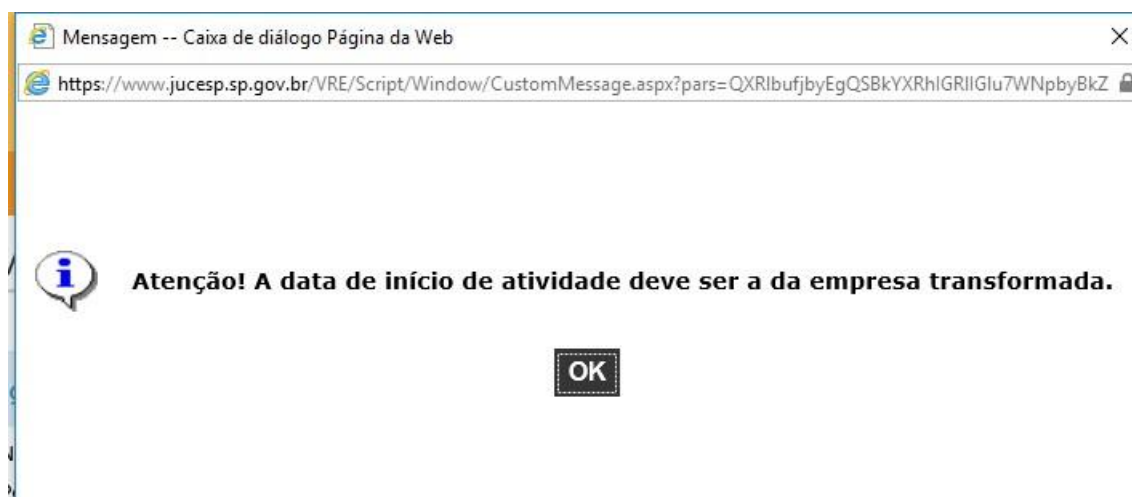 Mensagem -- Caixa de diálogo Página da Web
https://www.jucesp.sp.gov.br/VRE/Script/Window/CustomMessage.aspx?pars=QXRlbufjbyEgQSBkYXRhIGRlIGlu7WNpbyBkZ
Atenção! A data de início de atividade deve ser a da empresa transformada.
OK